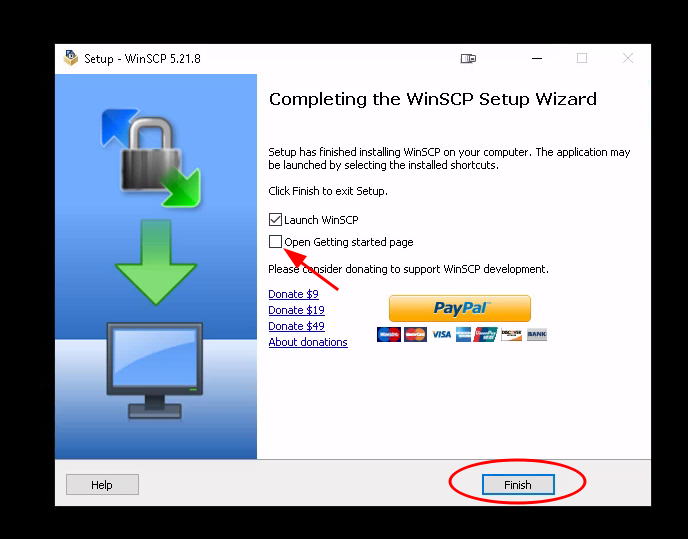 Setup - WinSCP 5.21.8
Completing the WinSCP Setup Wizard
Setup has finished installing WinSCP on your computer. The application may
be launched by selecting the installed shortcuts.
Click Finish to exit Setup.
Launch WinSCP
Open Getting started page
Please consider donating to support WinSCP development.
Donate $9
Donate $19
Donate $49
About donations
PayPal
Maestro
MasterCard
VISA
DISCOVER
BANK
Help
Finish